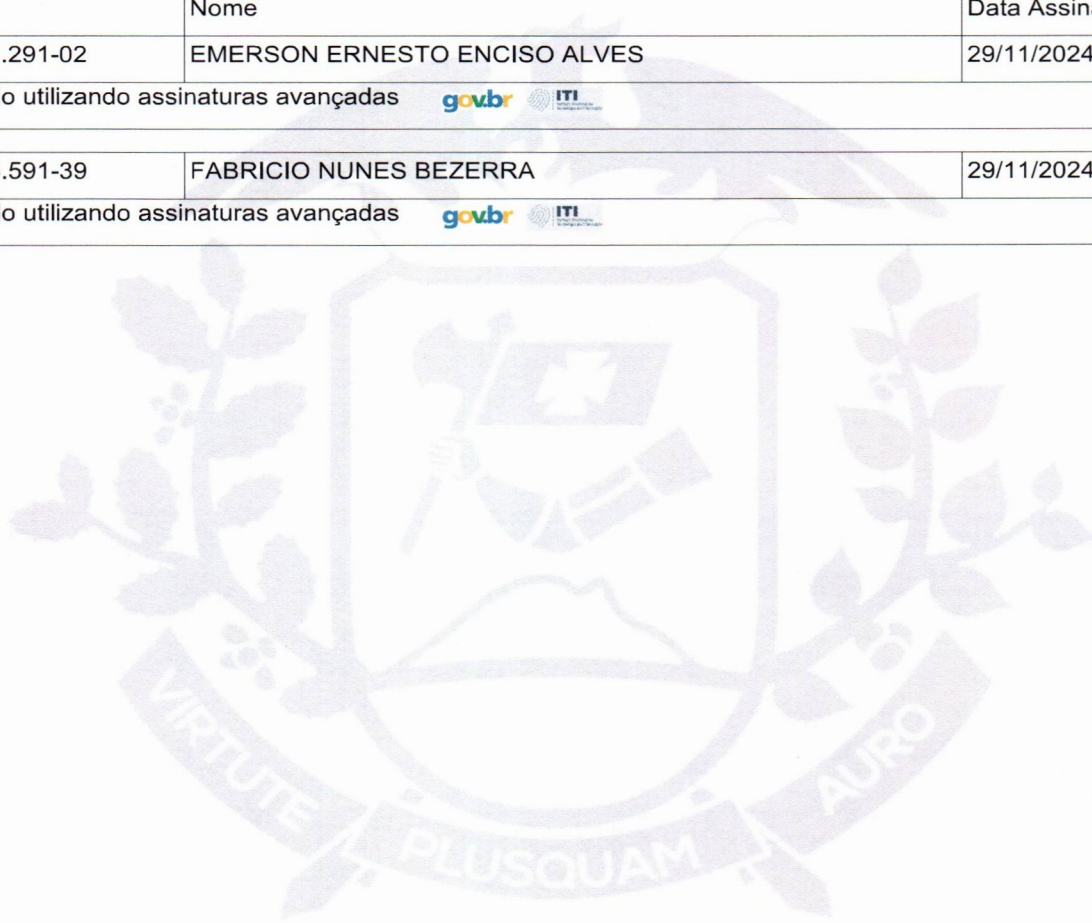 Nome Data Assin
.291-02 EMERSON ERNESTO ENCISO ALVES 29/11/2024
o utilizando assinaturas avançadas gov.br ITI
.591-39 FABRICIO NUNES BEZERRA 29/11/2024
o utilizando assinaturas avançadas gov.br ITI
VIRTUTE PLUSQUAM AURO